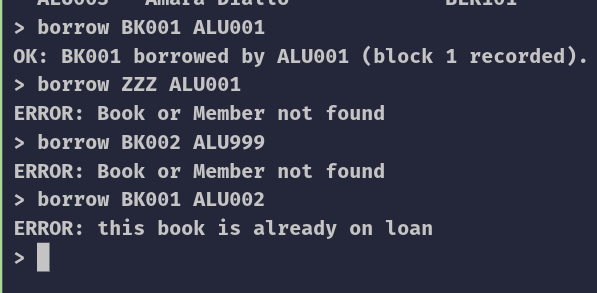 ALU003 Amara Diallo BLK101
> borrow BK001 ALU001
OK: BK001 borrowed by ALU001 (block 1 recorded).
> borrow ZZZ ALU001
ERROR: Book or Member not found
> borrow BK002 ALU999
ERROR: Book or Member not found
> borrow BK001 ALU002
ERROR: this book is already on loan
>